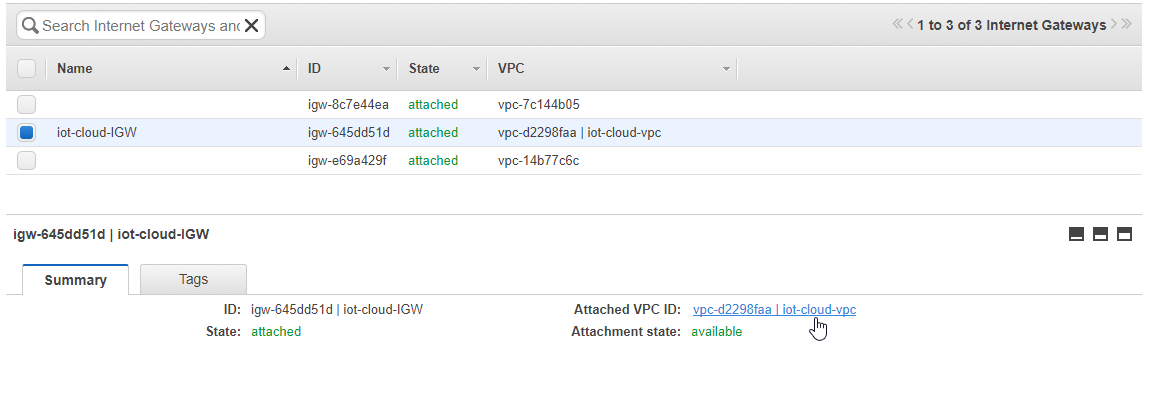 Search Internet Gateways and
1 to 3 of 3 Internet Gateways
Name ID State VPC
igw-8c7e44ea attached vpc-7c144b05
iot-cloud-IGW igw-645dd51d attached vpc-d2298faa | iot-cloud-vpc
igw-e69a429f attached vpc-14b77c6c
igw-645dd51d | iot-cloud-IGW
Summary Tags
ID: igw-645dd51d | iot-cloud-IGW Attached VPC ID: vpc-d2298faa | iot-cloud-vpc
State: attached Attachment state: available